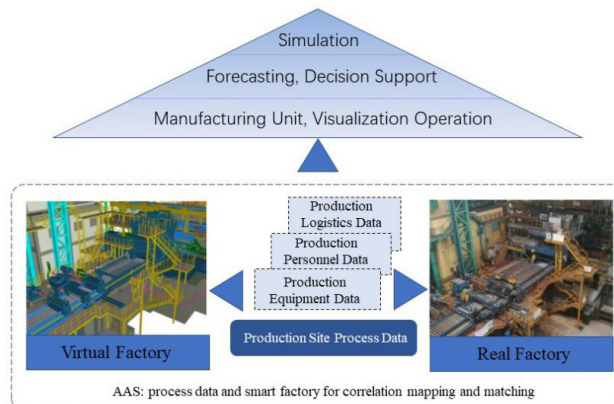 Simulation
Forecasting, Decision Support
Manufacturing Unit, Visualization Operation
Production
Logistics Data
Production
Personnel Data
Production
Equipment Data
Production Site Process Data
Virtual Factory
Real Factory
AAS: process data and smart factory for correlation mapping and matching